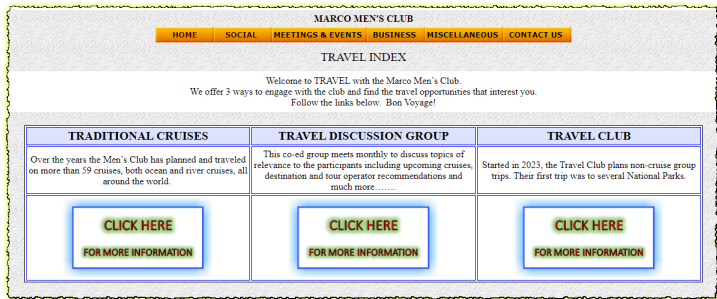 MARCO MEN'S CLUB
HOME SOCIAL MEETINGS & EVENTS BUSINESS MISCELLANEOUS CONTACT US
TRAVEL INDEX
Welcome to TRAVEL with the Marco Men's Club.
We offer 3 ways to engage with the club and find the travel opportunities that interest you.
Follow the links below. Bon Voyage!
TRADITIONAL CRUISES
Over the years the Men's Club has planned and traveled
on more than 59 cruises, both ocean and river cruises, all
around the world.
CLICK HERE
FOR MORE INFORMATION
TRAVEL DISCUSSION GROUP
This co-ed group meets monthly to discuss topics of
relevance to the participants including upcoming cruises,
destination and tour operator recommendations and
much more…….
CLICK HERE
FOR MORE INFORMATION
TRAVEL CLUB
Started in 2023, the Travel Club plans non-cruise group
trips. Their first trip was to several National Parks.
CLICK HERE
FOR MORE INFORMATION